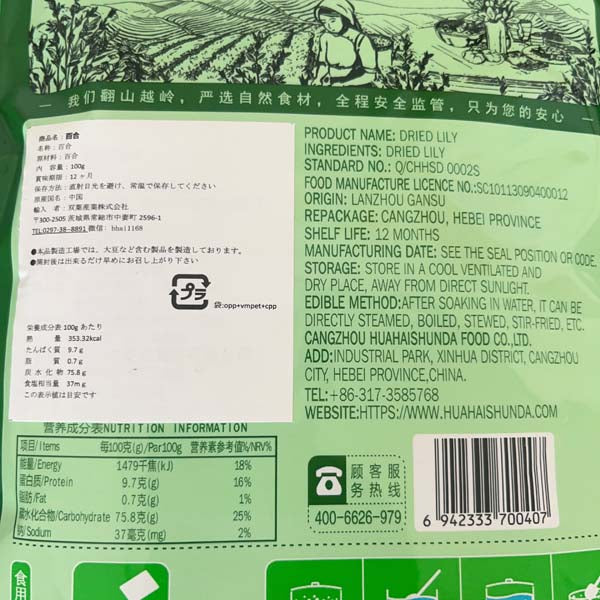 我们翻山越岭，严选自然食材，全程安全监管，只为您的安心
商品名：百合
名称：百合
原材料：百合
内 容量：100g
賞味期限：12ヶ月
保存方法：直射日光を避け、常温で保存してください
原産国名：中国
輸入 者：双葉産業株式会社
〒300-2505 茨城県常総市中妻町 2596-1
TEL:0297-38-8891 微信: bhai1168
●本品製造工場では、大豆など含む製品を製造しております。
●開封後は出来るだけ早めにお召し上がり下さい
プラ
袋:opp+vmpet+cpp
栄養成分表 100g あたり
熱 量 353.32kcal
たんぱく質 9.7g
脂 質 0.7g
炭水化物 75.8g
食塩相当量 37mg
この表示値は目安です
PRODUCT NAME: DRIED LILY
INGREDIENTS: DRIED LILY
STANDARD NO.: Q/CHHSD 0002S
FOOD MANUFACTURE LICENCE NO.:SC10113090400012
ORIGIN: LANZHOU GANSU
REPACKAGE: CANGZHOU, HEBEI PROVINCE
SHELF LIFE: 12 MONTHS
MANUFACTURING DATE: SEE THE SEAL POSITION OR CODE.
STORAGE: STORE IN A COOL VENTILATED AND
DRY PLACE, AWAY FROM DIRECT SUNLIGHT.
EDIBLE METHOD:AFTER SOAKING IN WATER, IT CAN BE
DIRECTLY STEAMED, BOILED, STEWED, STIR-FRIED, ETC.
CANGZHOU HUAHAISHUNDA FOOD CO.,LTD.
ADD:INDUSTRIAL PARK, XINHUA DISTRICT, CANGZHOU
CITY, HEBEI PROVINCE,CHINA.
TEL:+86-317-3585768
WEBSITE:HTTPS://WWW.HUAHAISHUNDA.COM
营养成分表NUTRITION INFORMATION
项目/Items 每100克(g)/Par100g 营养素参考值%/NRV%
能量/Energy 1479千焦(kJ) 18%
蛋白质/Protein 9.7克(g) 16%
脂肪/Fat 0.7克(g) 1%
碳水化合物/Carbohydrate 75.8克(g) 25%
钠/Sodium 37毫克(mg) 2%
顾客服
务热线
400-6626-979
6 942333 700407
食用